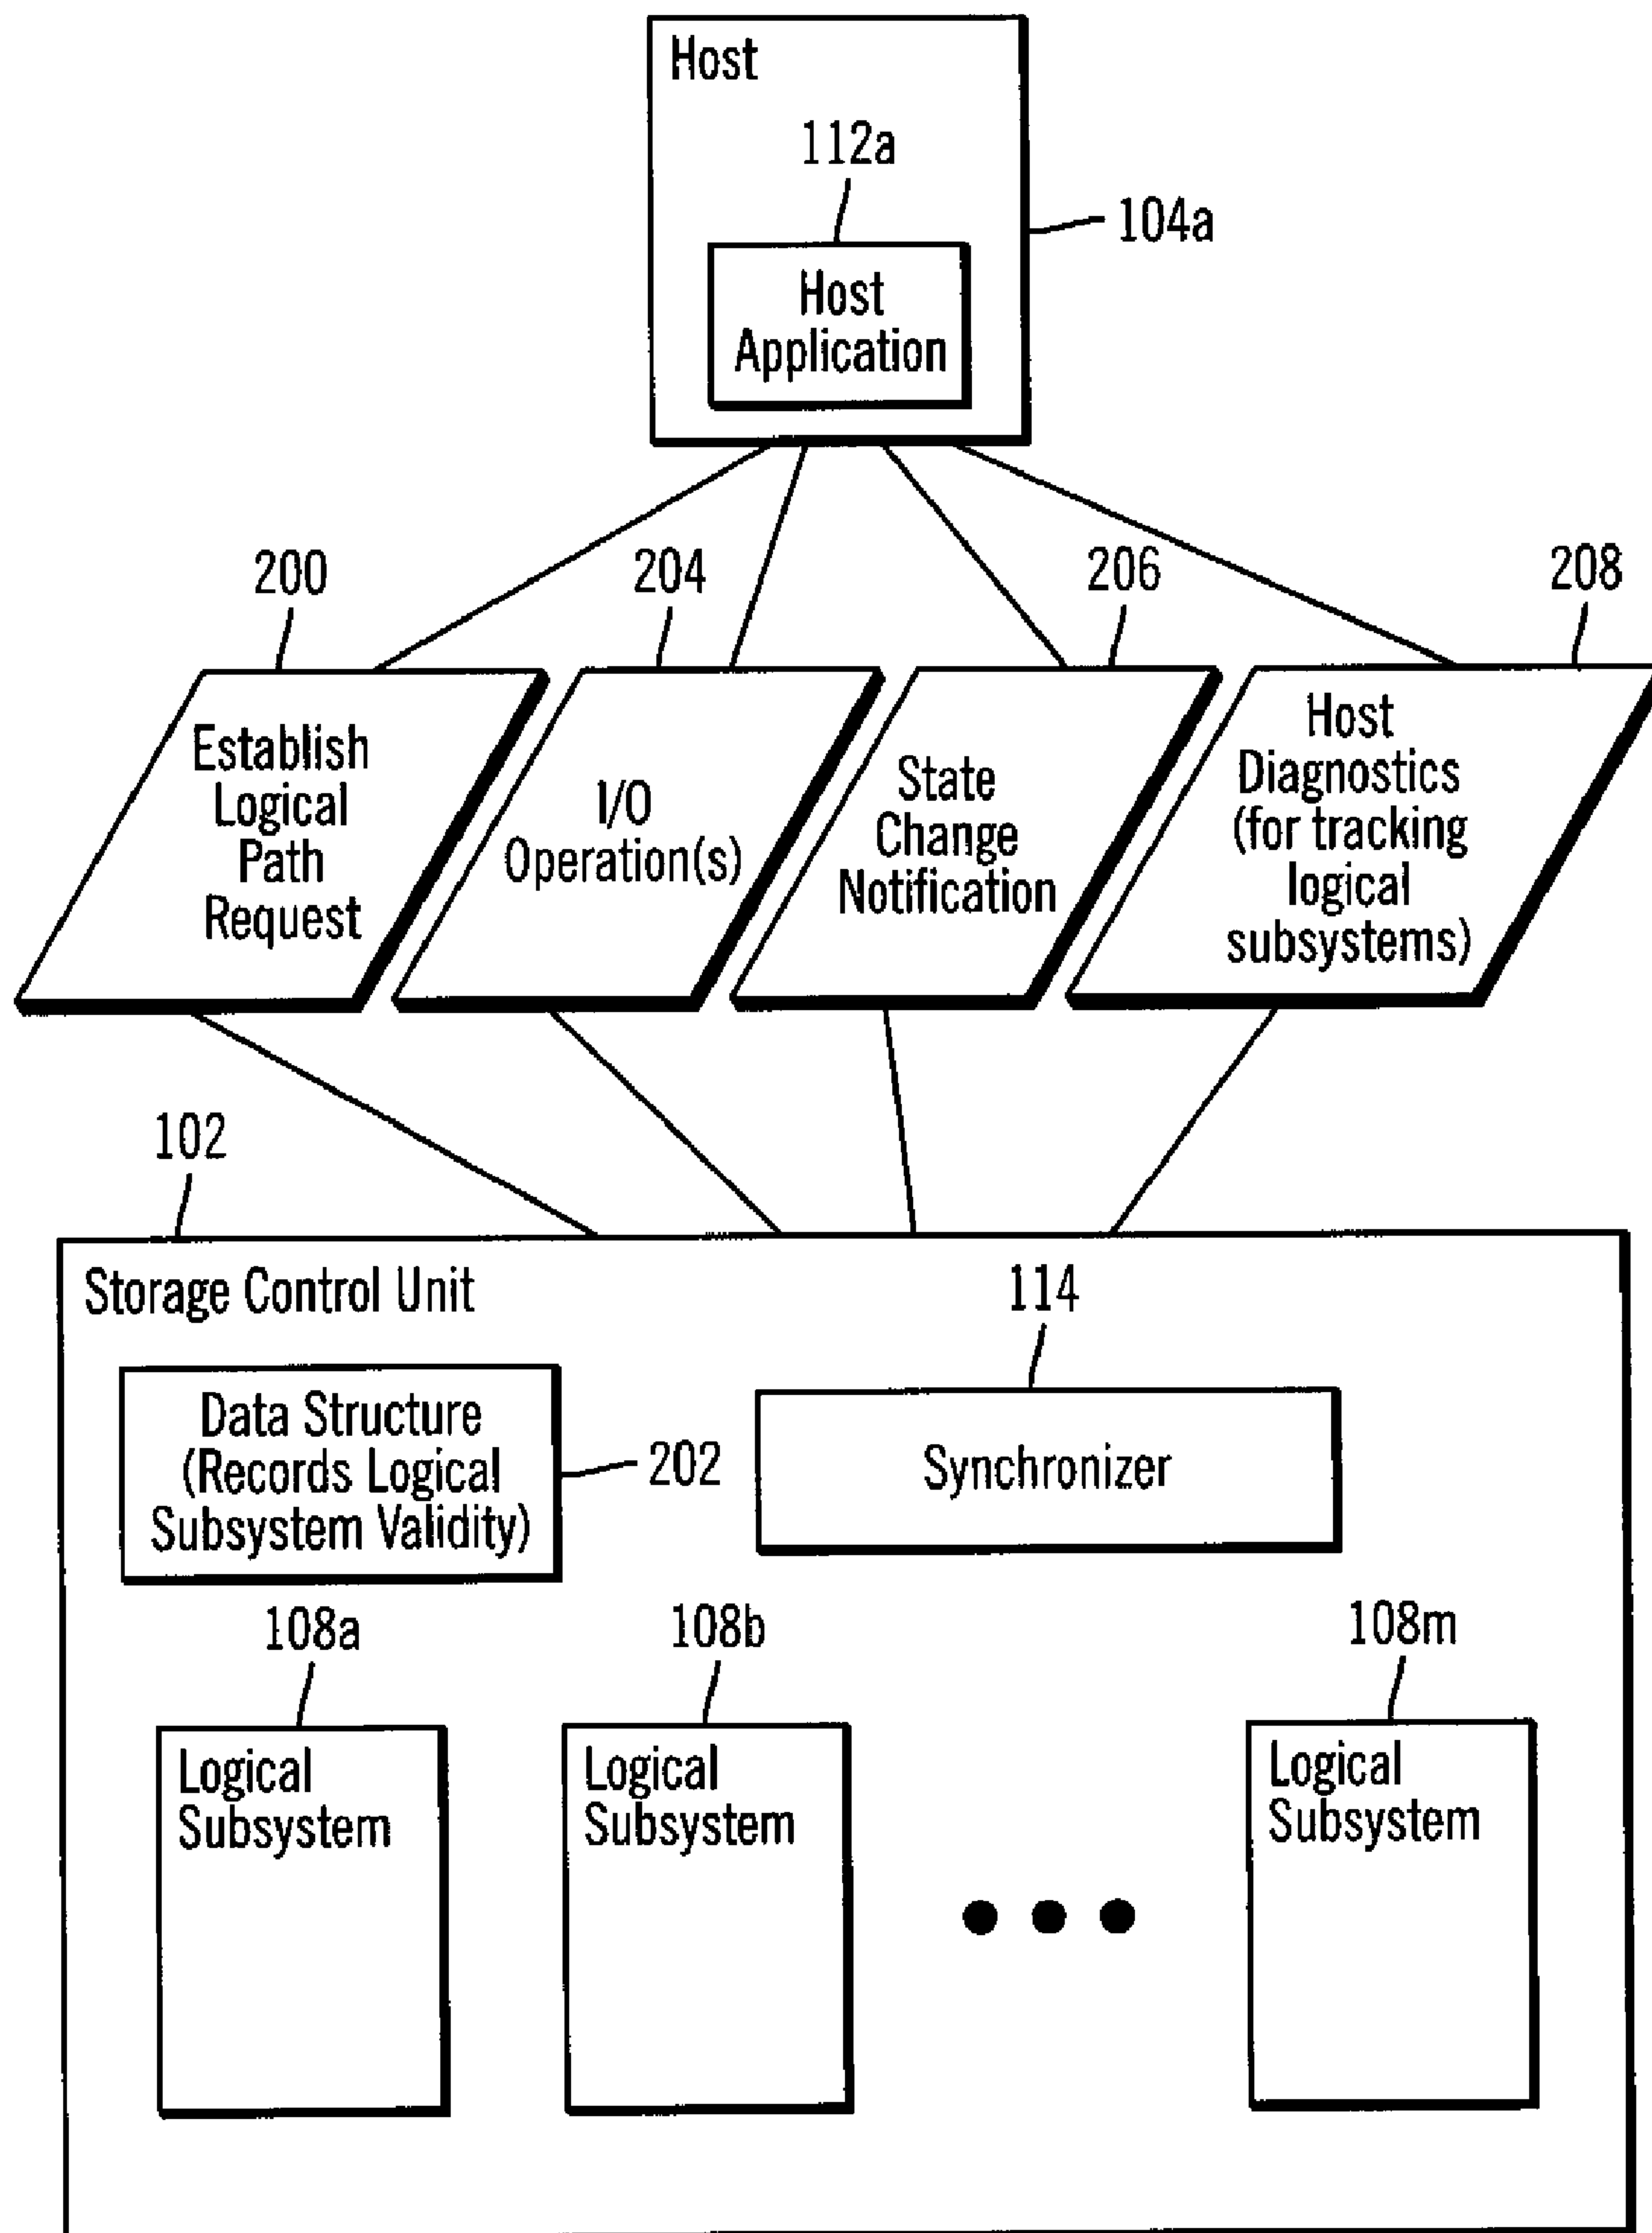 Host
112a
104a
Host
Application
200
204
206
208
Establish
Logical
Path
Request
I/O
Operation(s)
State
Change
Notification
Host
Diagnostics
(for tracking
logical
subsystems)
102
Storage Control Unit
114
Data Structure
(Records Logical
Subsystem Validity)
202
Synchronizer
108a
108b
108m
Logical
Subsystem
Logical
Subsystem
Logical
Subsystem